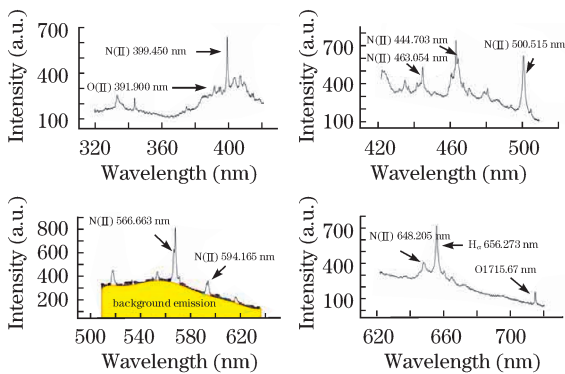 Intensity (a.u.)
700
400
100
N(II) 399.450 nm
O(II) 391.900 nm
320 360 400
Wavelength (nm)
Intensity (a.u.)
700
400
100
N(II) 444.703 nm
N(II) 463.054 nm
N(II) 500.515 nm
420 460 500
Wavelength (nm)
Intensity (a.u.)
800
600
400
200
N(II) 566.663 nm
N(II) 594.165 nm
background emission
500 540 580 620
Wavelength (nm)
Intensity (a.u.)
700
400
100
N(II) 648.205 nm
Hα 656.273 nm
O1715.67 nm
620 660 700
Wavelength (nm)